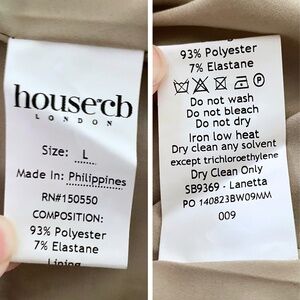 house of cb
LONDON
Size: L
Made In: Philippines
RN#150550
COMPOSITION:
93% Polyester
7% Elastane
Lining
93% Polyester
7% Elastane
Do not wash
Do not bleach
Do not dry
Iron low heat
Dry clean any solvent
except trichloroethylene
Dry Clean Only
SB9369 - Lanetta
PO 140823BW09MM
009